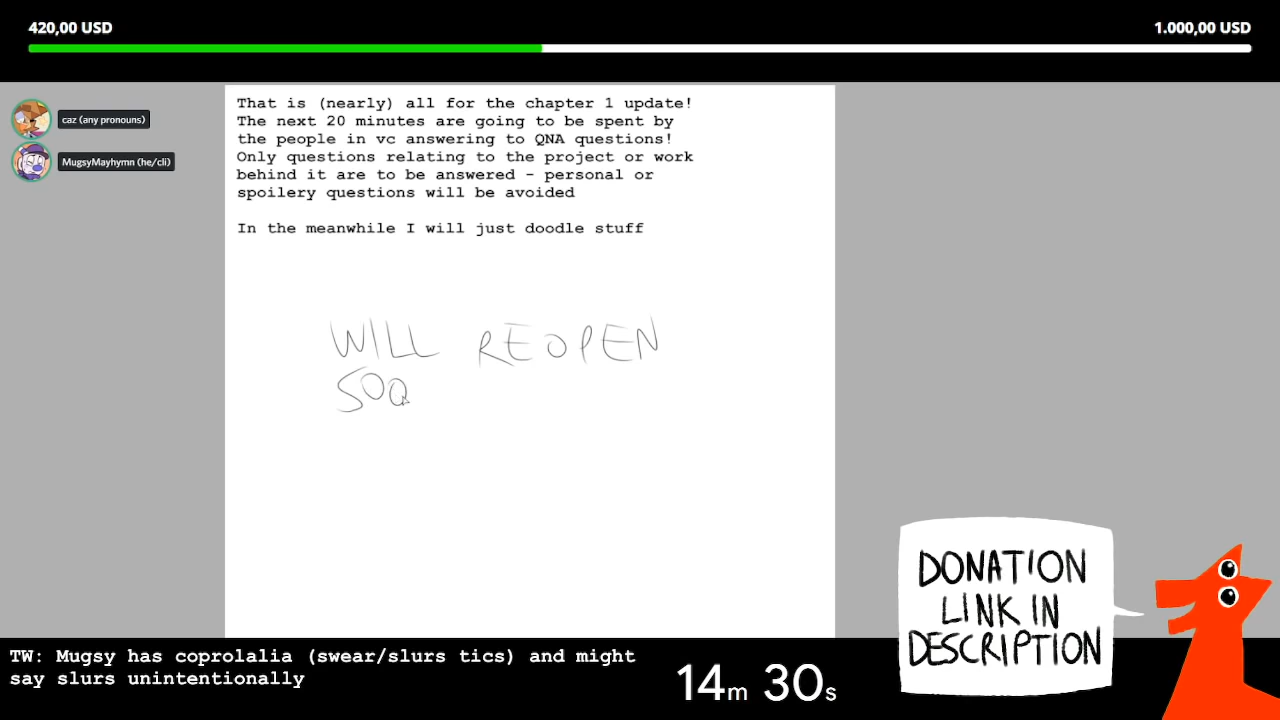 420,00 USD
1.000,00 USD
caz (any pronouns)
MugsyMayhymn (he/cli)
That is (nearly) all for the chapter 1 update!
The next 20 minutes are going to be spent by
the people in vc answering to QNA questions!
Only questions relating to the project or work
behind it are to be answered - personal or
spoilery questions will be avoided
In the meanwhile I will just doodle stuff
WILL REOPEN
SOO
DONATION
LINK IN
DESCRIPTION
TW: Mugsy has coprolalia (swear/slurs tics) and might
say slurs unintentionally
14m 30s